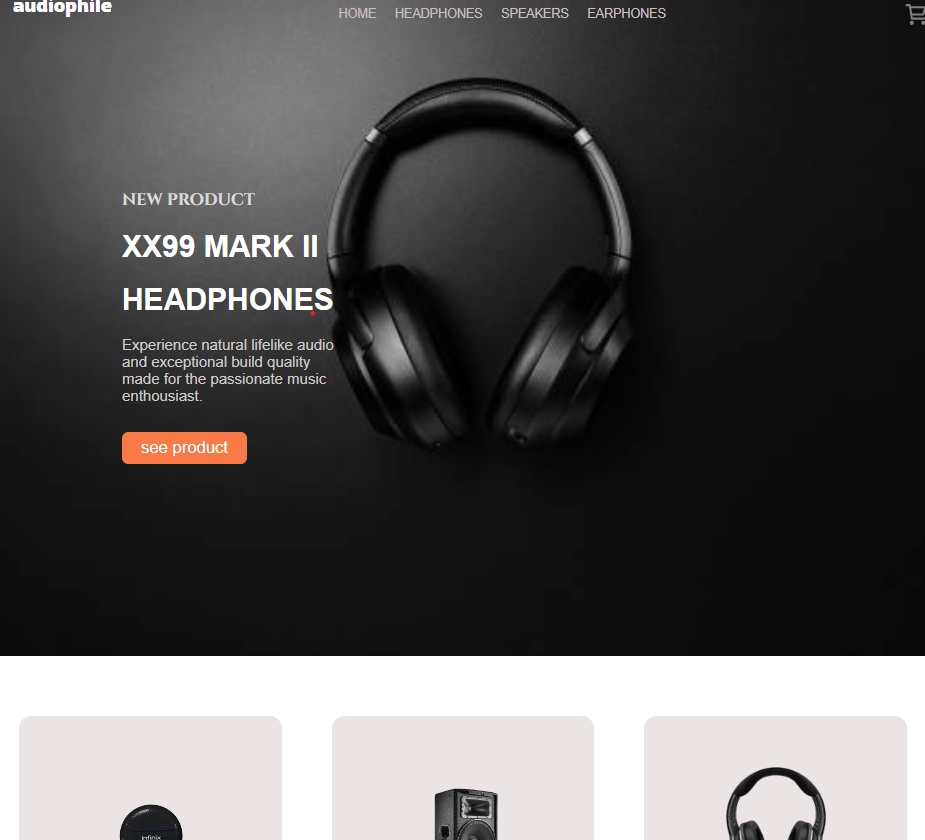 audiophile
HOME HEADPHONES SPEAKERS EARPHONES
NEW PRODUCT
XX99 MARK II
HEADPHONES
Experience natural lifelike audio
and exceptional build quality
made for the passionate music
enthousiast.
see product
Infinix